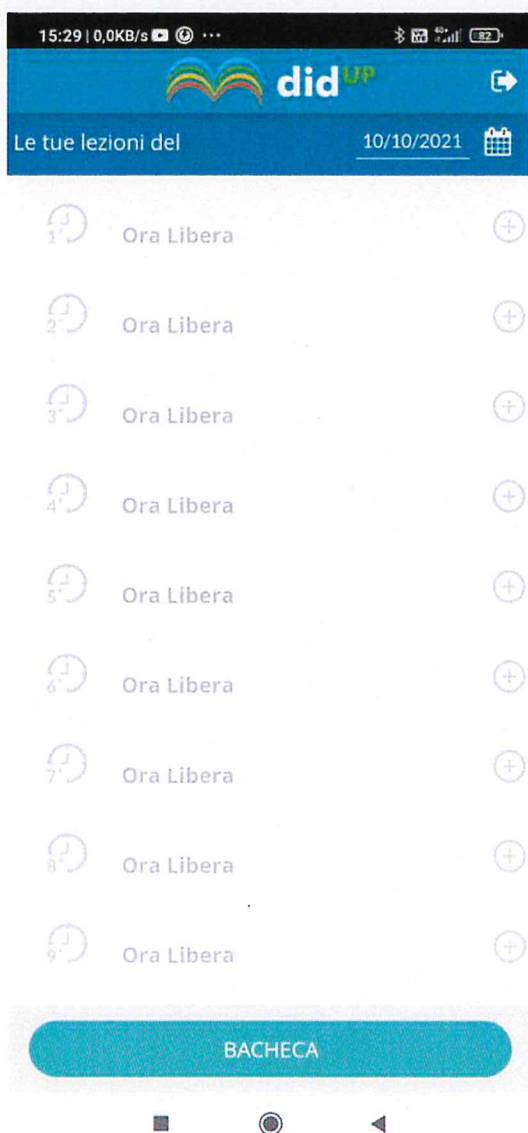 15:29 | 0,0KB/s ...
82
didUP
Le tue lezioni del 10/10/2021
1° Ora Libera
2° Ora Libera
3° Ora Libera
4° Ora Libera
5° Ora Libera
6° Ora Libera
7° Ora Libera
8° Ora Libera
9° Ora Libera
BACHECA